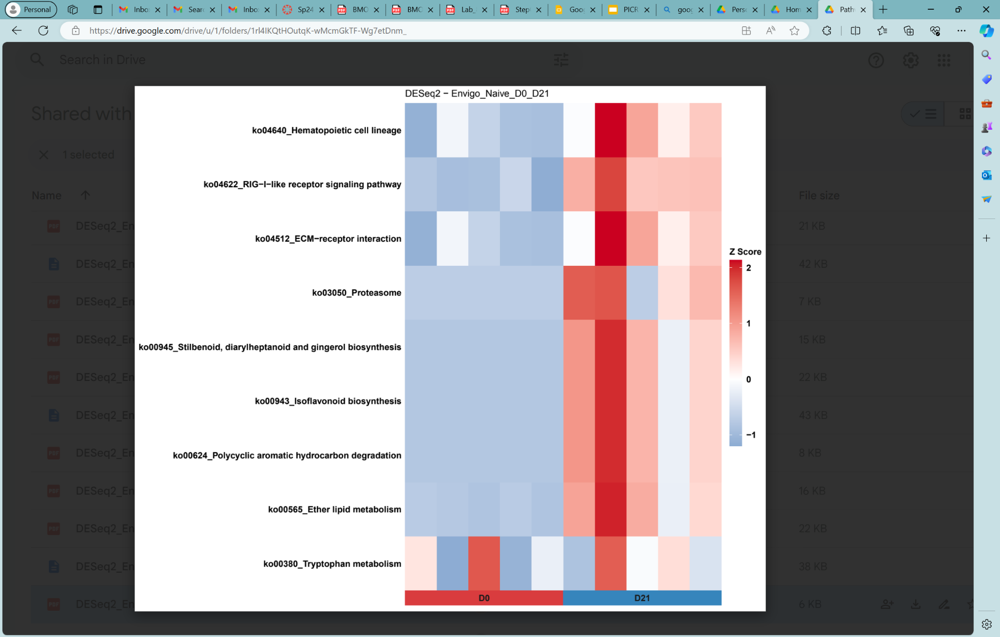 Personal
Inbo
Sear
Inbo
Sp24
BMC
BMC
Lab_
Step
Goo
PICR
goog
Pers
Hom
Path
https://drive.google.com/drive/u/1/folders/1rl4IKQtHOutqK-wMcmGkTF-Wg7etDnm_
Search in Drive
Shared with
1 selected
Name
File size
DESeq2_En
21 KB
DESeq2_En
42 KB
DESeq2_En
7 KB
DESeq2_En
15 KB
DESeq2_En
22 KB
DESeq2_En
43 KB
DESeq2_En
8 KB
DESeq2_En
16 KB
DESeq2_En
22 KB
DESeq2_En
38 KB
DESeq2_En
6 KB
DESeq2 − Envigo_Naive_D0_D21
ko04640_Hematopoietic cell lineage
ko04622_RIG−I−like receptor signaling pathway
ko04512_ECM−receptor interaction
ko03050_Proteasome
ko00945_Stilbenoid, diarylheptanoid and gingerol biosynthesis
ko00943_Isoflavonoid biosynthesis
ko00624_Polycyclic aromatic hydrocarbon degradation
ko00565_Ether lipid metabolism
ko00380_Tryptophan metabolism
D0
D21
Z Score
2
1
0
−1